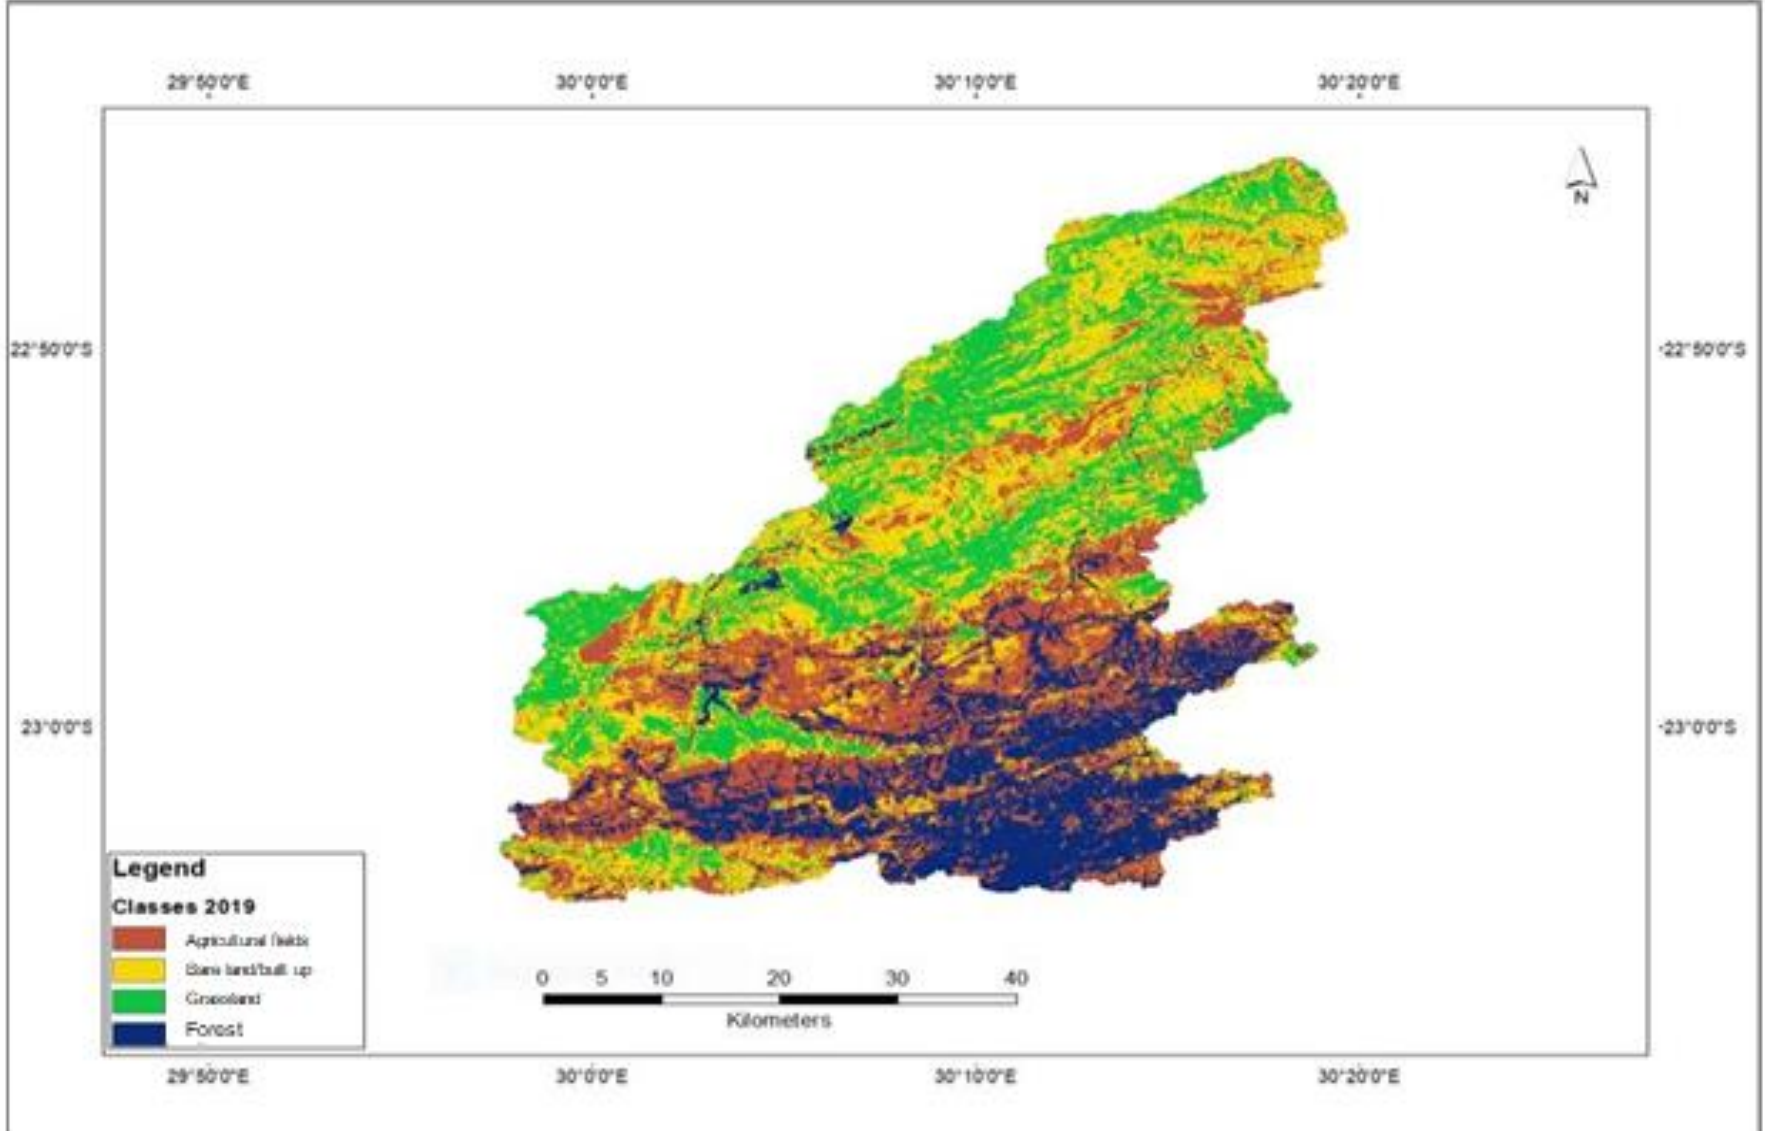 29°50'0"E 30°0'0"E 30°10'0"E 30°20'0"E
N
22°50'0"S 22°50'0"S
23°0'0"S 23°0'0"S
Legend
Classes 2019
Agricultural fields
Bare land/built up
Grassland
Forest
0 5 10 20 30 40
Kilometers
29°50'0"E 30°0'0"E 30°10'0"E 30°20'0"E